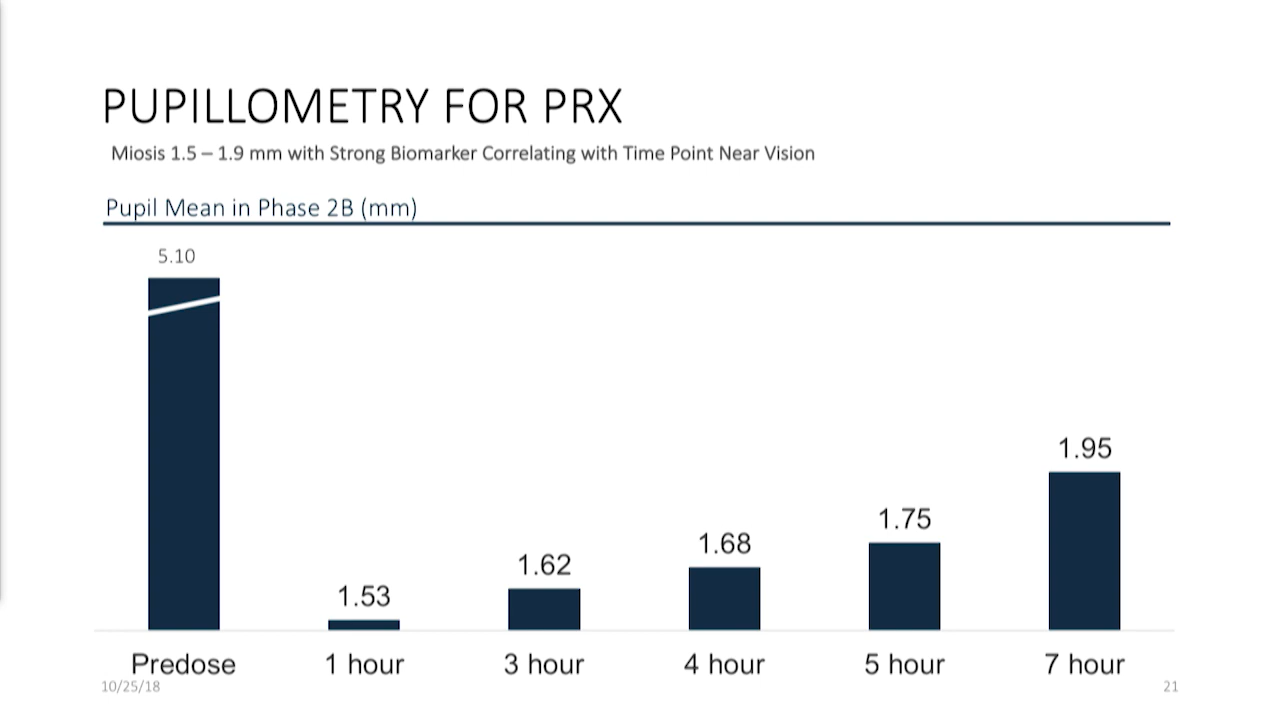 PUPILLOMETRY FOR PRX
Miosis 1.5 – 1.9 mm with Strong Biomarker Correlating with Time Point Near Vision
Pupil Mean in Phase 2B (mm)
5.10
1.53
1.62
1.68
1.75
1.95
Predose
1 hour
3 hour
4 hour
5 hour
7 hour
10/25/18
21